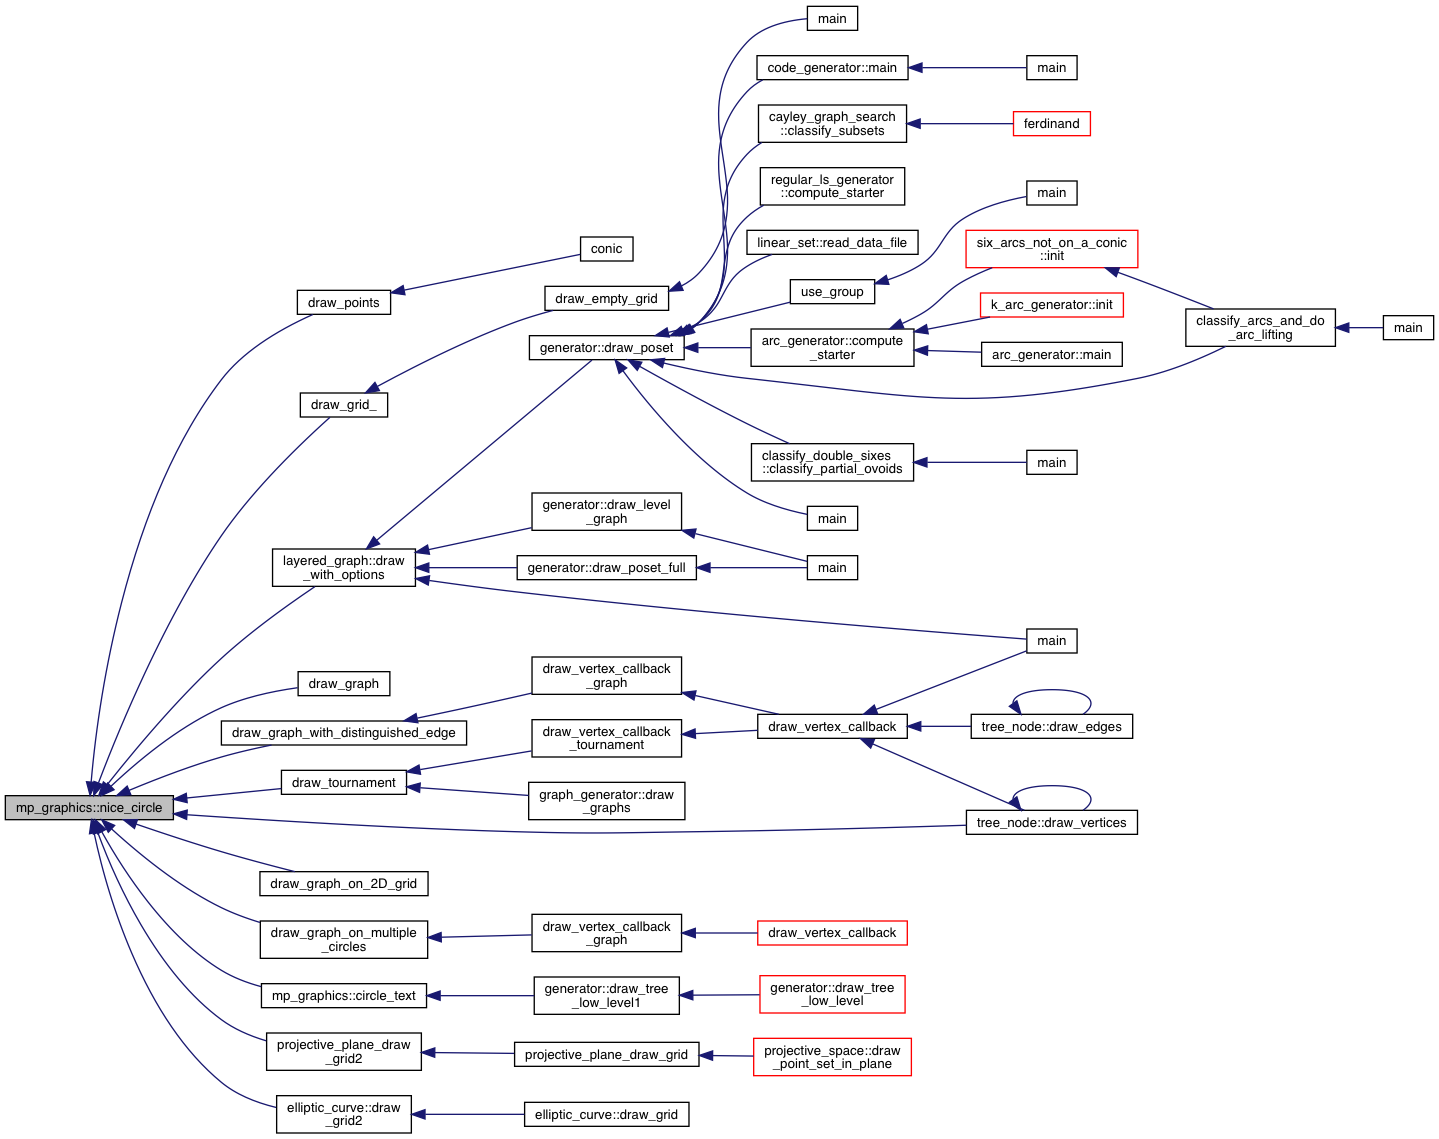 main
code_generator::main
main
cayley_graph_search
::classify_subsets
ferdinand
regular_ls_generator
::compute_starter
main
linear_set::read_data_file
six_arcs_not_on_a_conic
::init
conic
use_group
draw_empty_grid
draw_points
k_arc_generator::init
classify_arcs_and_do
_arc_lifting
main
generator::draw_poset
arc_generator::compute
_starter
arc_generator::main
draw_grid_
classify_double_sixes
::classify_partial_ovoids
main
generator::draw_level
_graph
main
layered_graph::draw
_with_options
generator::draw_poset_full
main
main
draw_vertex_callback
_graph
draw_graph
draw_graph_with_distinguished_edge
draw_vertex_callback
_tournament
draw_vertex_callback
tree_node::draw_edges
draw_tournament
graph_generator::draw
_graphs
mp_graphics::nice_circle
tree_node::draw_vertices
draw_graph_on_2D_grid
draw_graph_on_multiple
_circles
draw_vertex_callback
_graph
draw_vertex_callback
mp_graphics::circle_text
generator::draw_tree
_low_level1
generator::draw_tree
_low_level
projective_plane_draw
_grid2
projective_plane_draw_grid
projective_space::draw
_point_set_in_plane
elliptic_curve::draw
_grid2
elliptic_curve::draw_grid